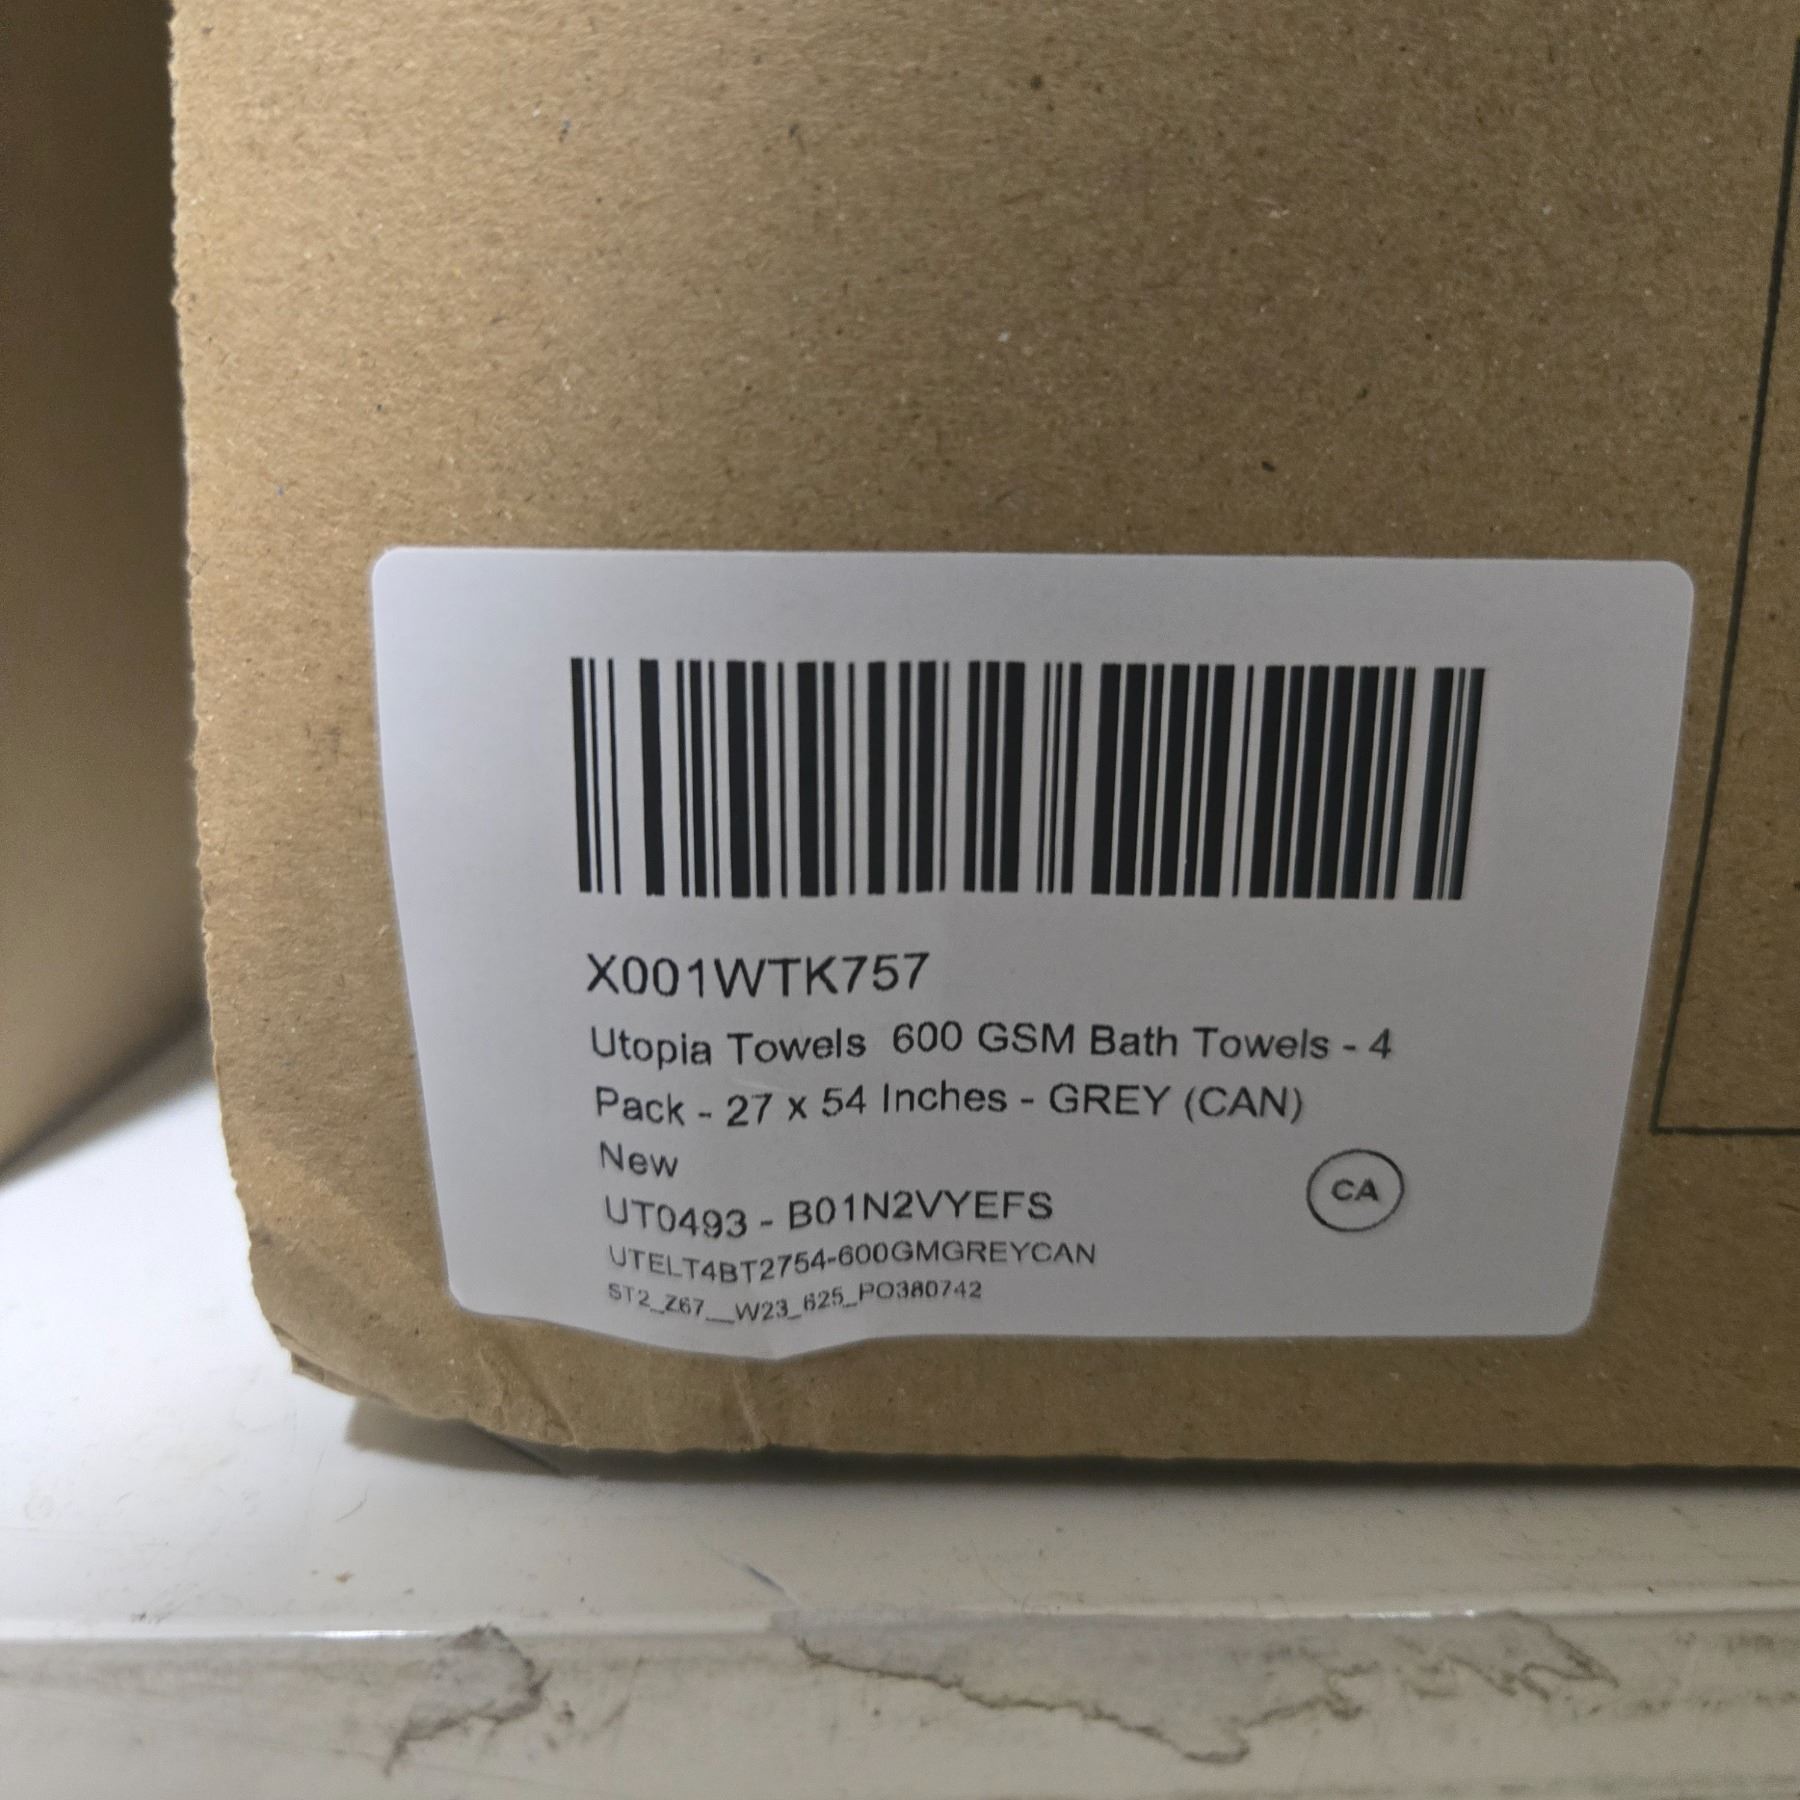 X001WTK757
Utopia Towels  600 GSM Bath Towels - 4
Pack - 27 x 54 Inches - GREY (CAN)
New
CA
UT0493 - B01N2VYEFS
UTELT4BT2754-600GMGREYCAN
ST2_Z67__W23_625_PO380742